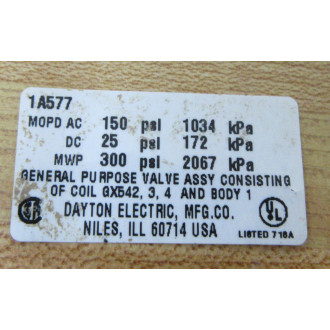 1A577
MOPD AC 150 psi 1034 kPa
DC 25 psi 172 kPa
MWP 300 psi 2067 kPa
GENERAL PURPOSE VALVE ASSY CONSISTING
OF COIL GX542, 3, 4 AND BODY 1
DAYTON ELECTRIC, MFG.CO.
NILES, ILL 60714 USA
UL
LISTED 716A